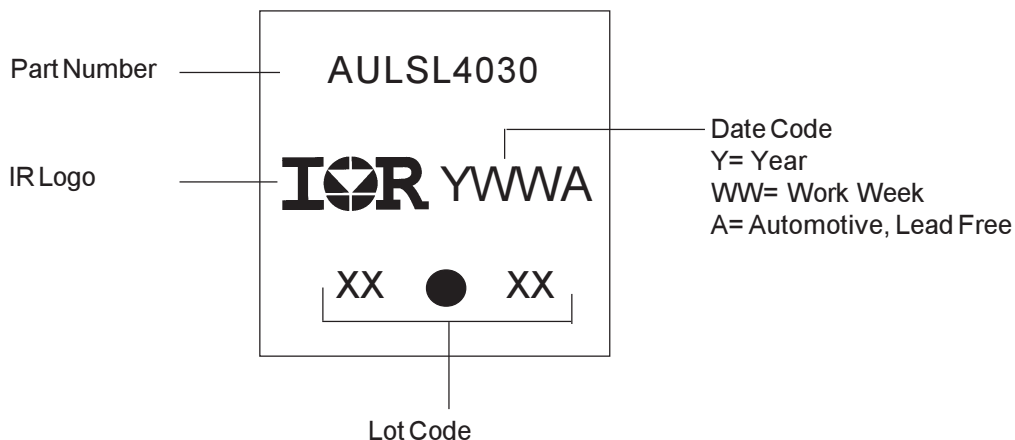 Part Number
AULSL4030
IR Logo
IOR YWWA
Date Code
Y= Year
WW= Work Week
A= Automotive, Lead Free
XX XX
Lot Code